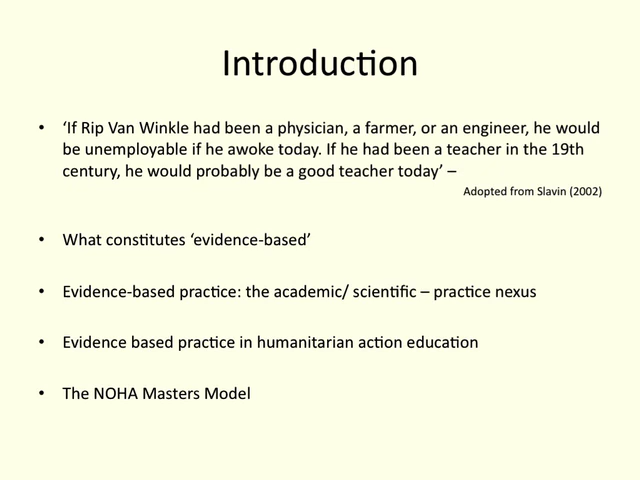 Introduction
• ‘If Rip Van Winkle had been a physician, a farmer, or an engineer, he would
be unemployable if he awoke today. If he had been a teacher in the 19th
century, he would probably be a good teacher today’ –
Adopted from Slavin (2002)
• What constitutes ‘evidence-based’
• Evidence-based practice: the academic/ scientific – practice nexus
• Evidence based practice in humanitarian action education
• The NOHA Masters Model